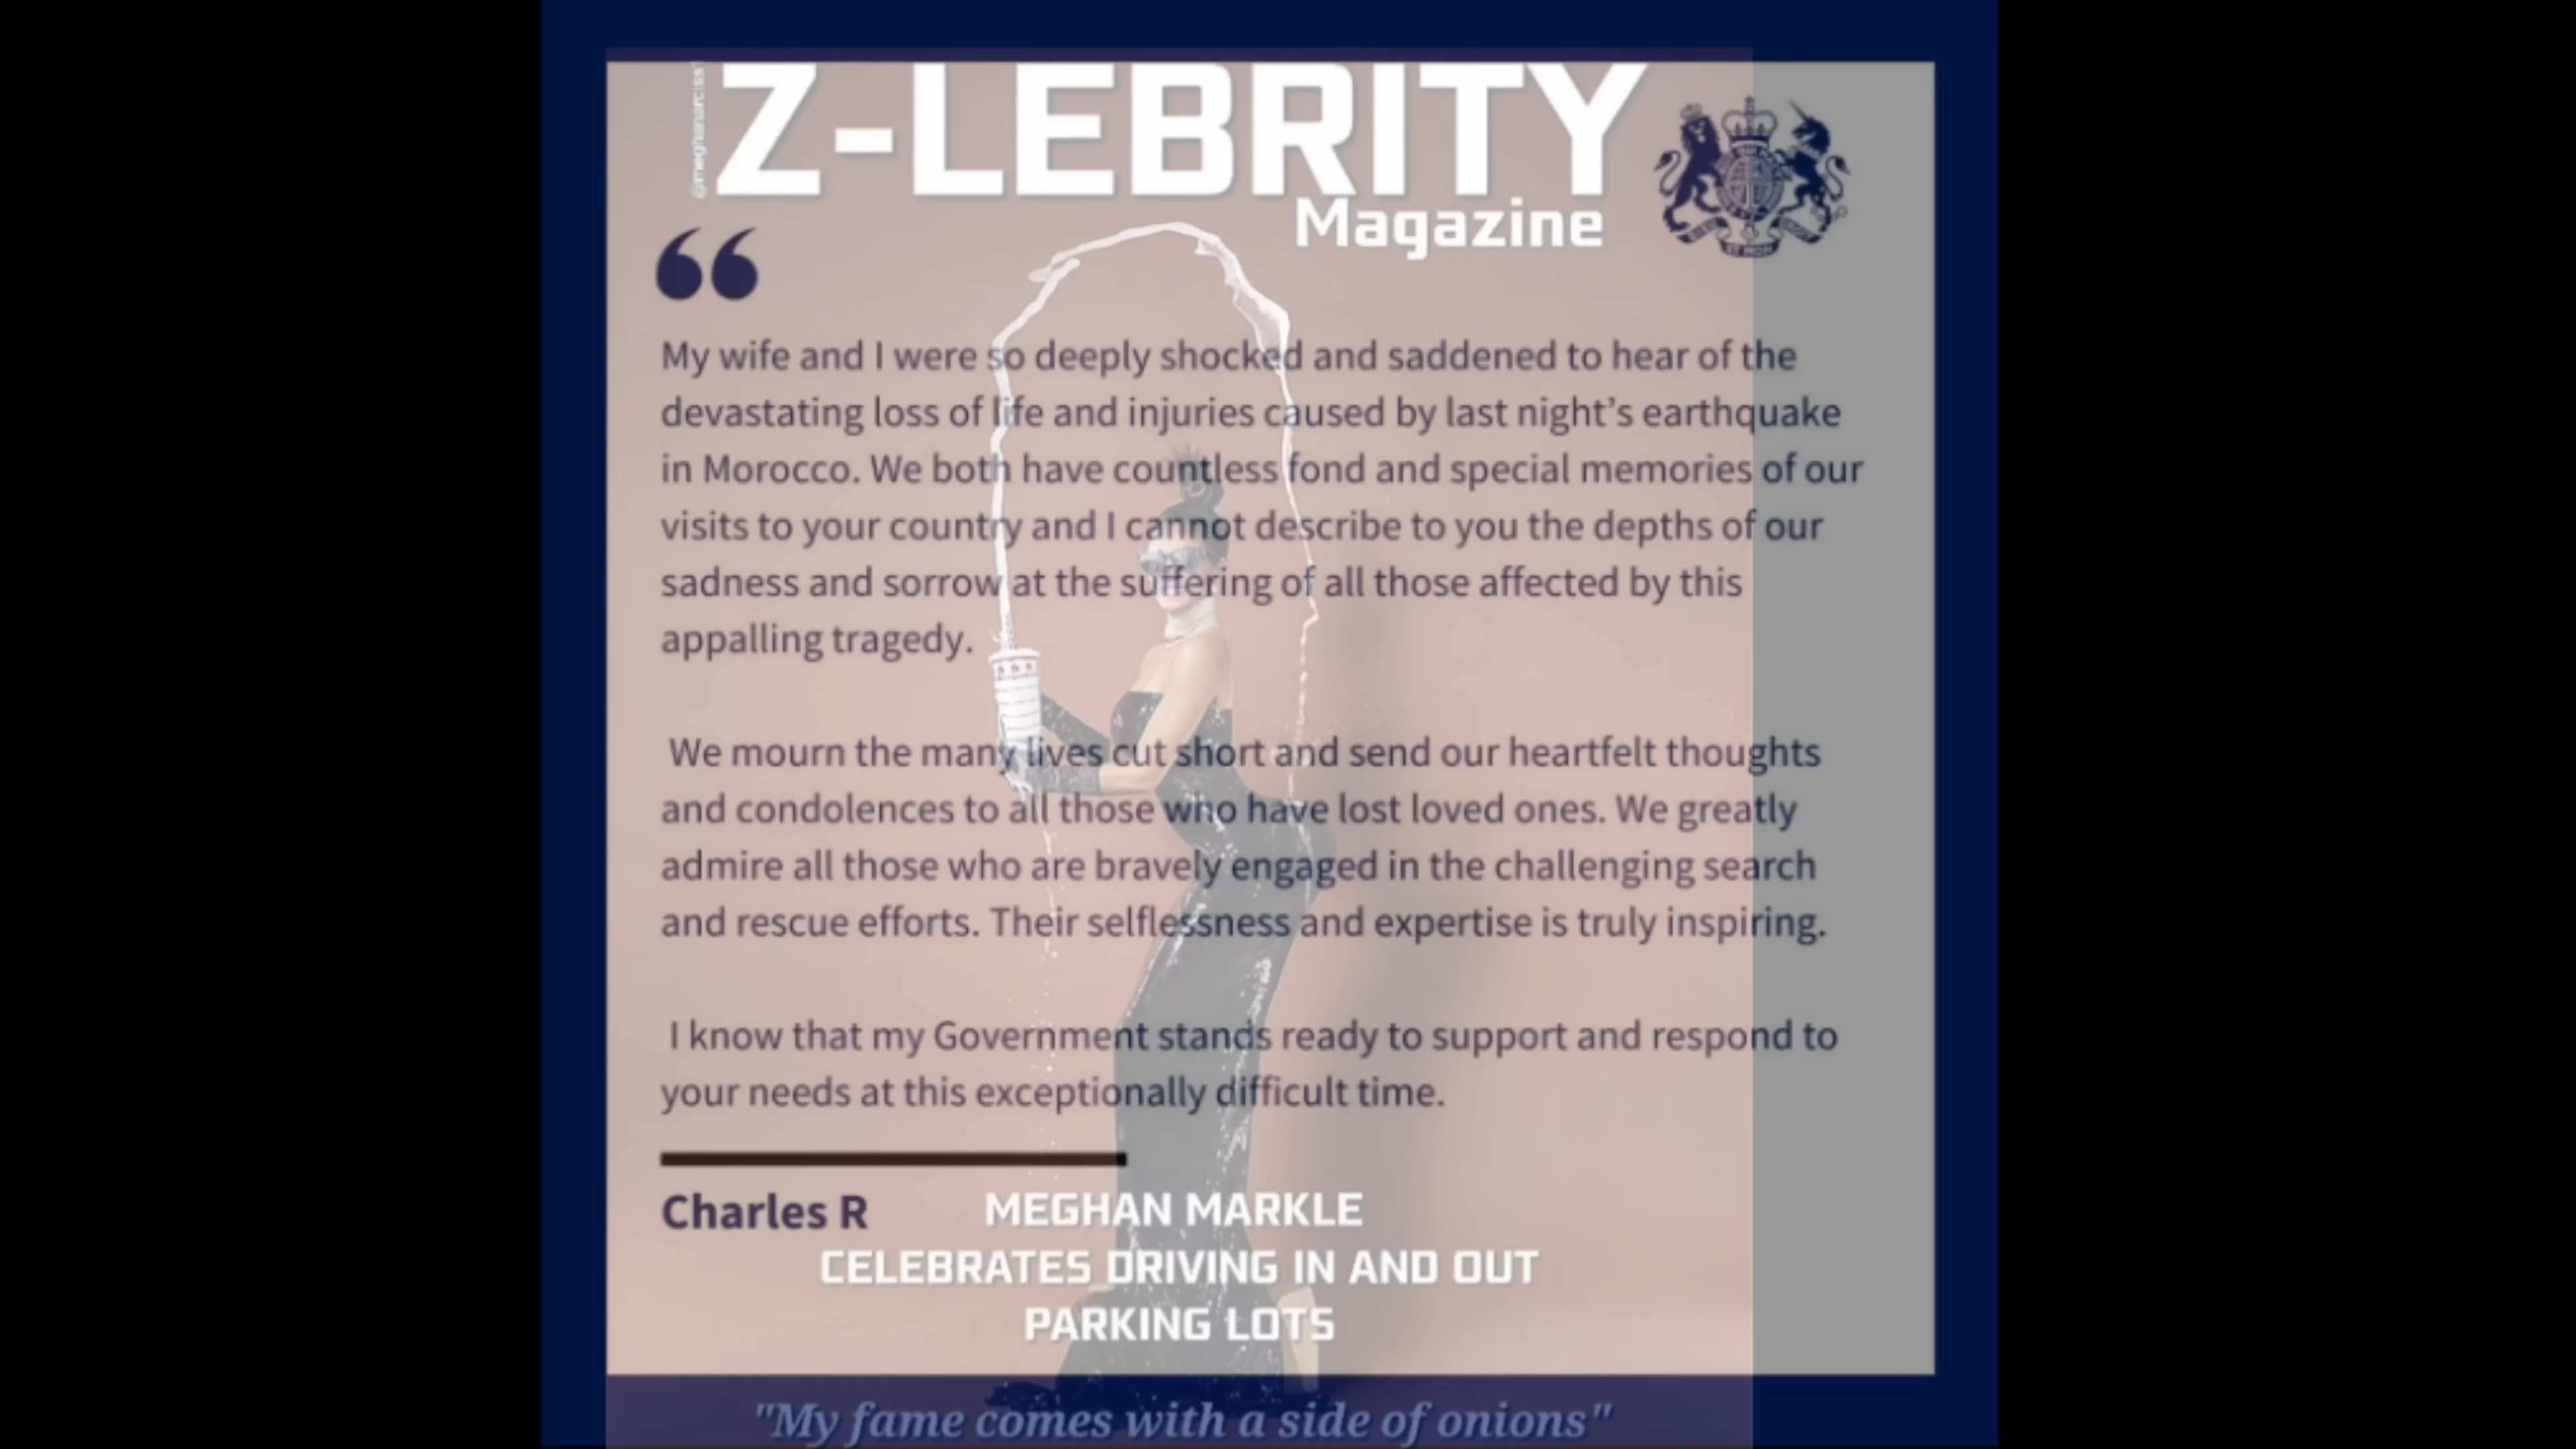 @meghanarciss
Z-LEBRITY
Magazine
ET MON
“
My wife and I were so deeply shocked and saddened to hear of the
devastating loss of life and injuries caused by last night’s earthquake
in Morocco. We both have countless fond and special memories of our
visits to your country and I cannot describe to you the depths of our
sadness and sorrow at the suffering of all those affected by this
appalling tragedy.
We mourn the many lives cut short and send our heartfelt thoughts
and condolences to all those who have lost loved ones. We greatly
admire all those who are bravely engaged in the challenging search
and rescue efforts. Their selflessness and expertise is truly inspiring.
I know that my Government stands ready to support and respond to
your needs at this exceptionally difficult time.
Charles R
MEGHAN MARKLE
CELEBRATES DRIVING IN AND OUT
PARKING LOTS
"My fame comes with a side of onions"